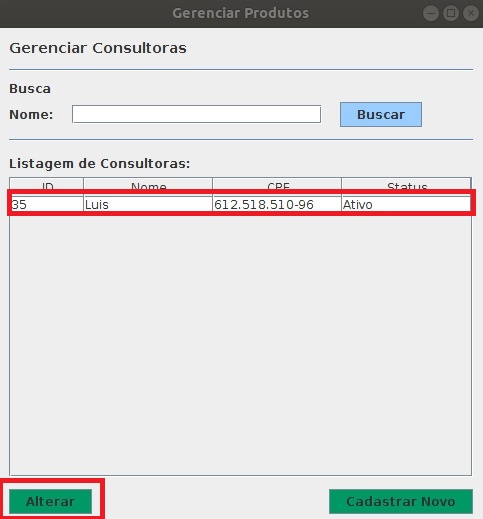 Gerenciar Produtos
Gerenciar Consultoras
Busca
Nome:
Buscar
Listagem de Consultoras:
ID Nome CPF Status
35 Luis 612.518.510-96 Ativo
Alterar Cadastrar Novo